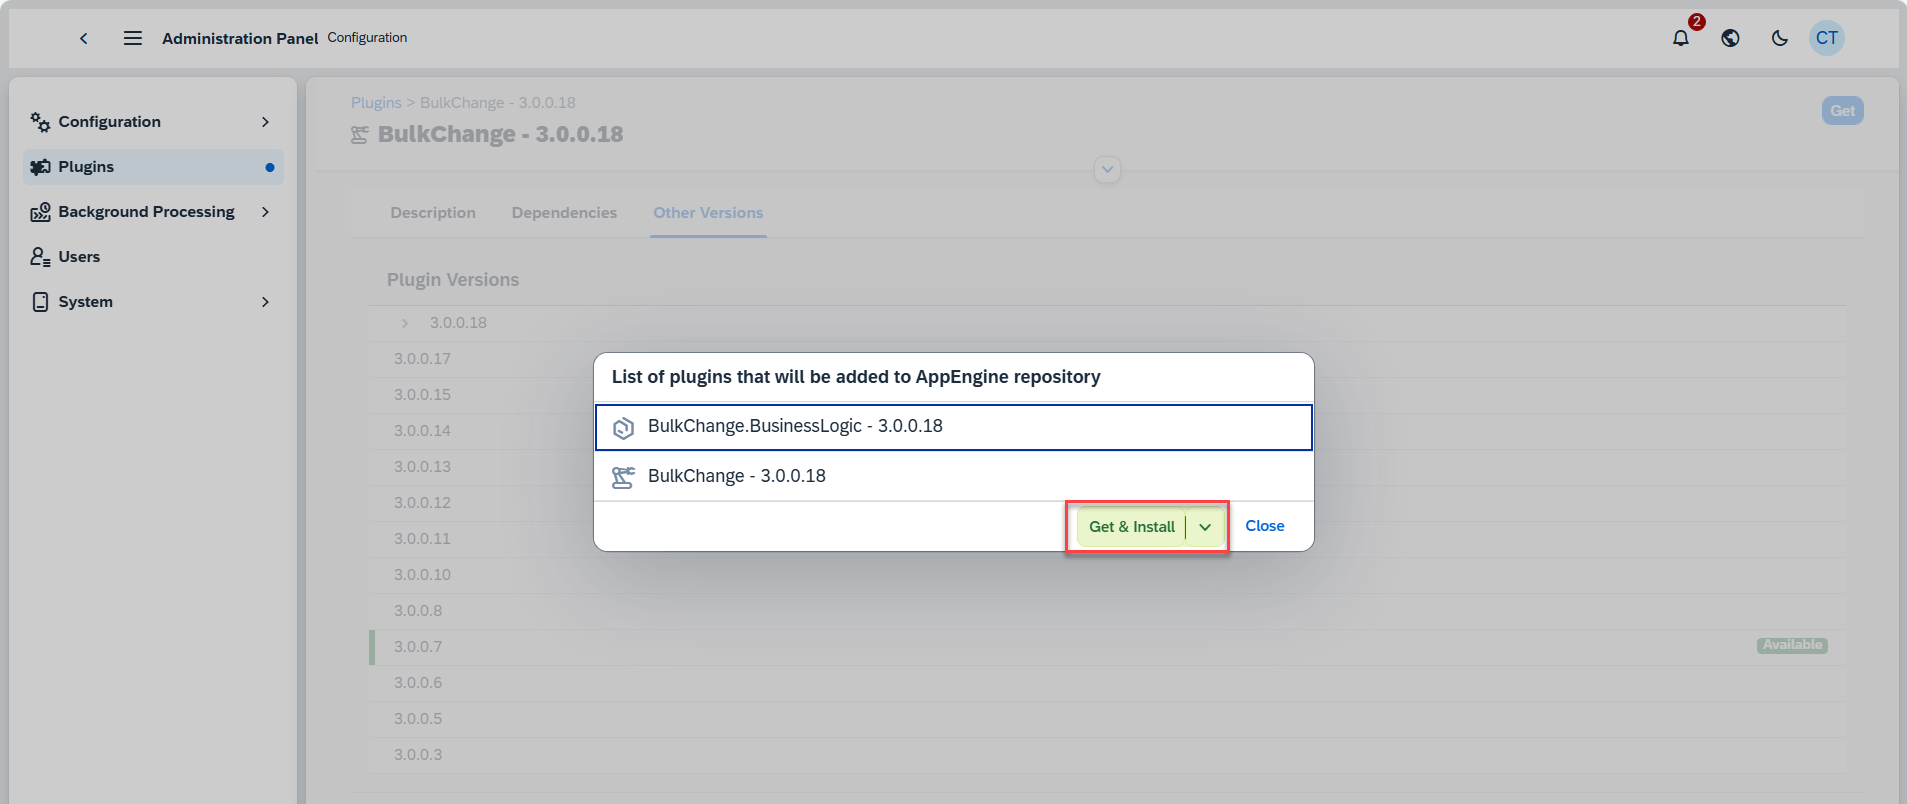 Administration Panel Configuration
2
CT
Configuration
Plugins
Background Processing
Users
System
Plugins > BulkChange - 3.0.0.18
BulkChange - 3.0.0.18
Get
Description Dependencies Other Versions
Plugin Versions
3.0.0.18
3.0.0.17
3.0.0.15
3.0.0.14
3.0.0.13
3.0.0.12
3.0.0.11
3.0.0.10
3.0.0.8
3.0.0.7 Available
3.0.0.6
3.0.0.5
3.0.0.3
List of plugins that will be added to AppEngine repository
BulkChange.BusinessLogic - 3.0.0.18
BulkChange - 3.0.0.18
Get & Install
Close